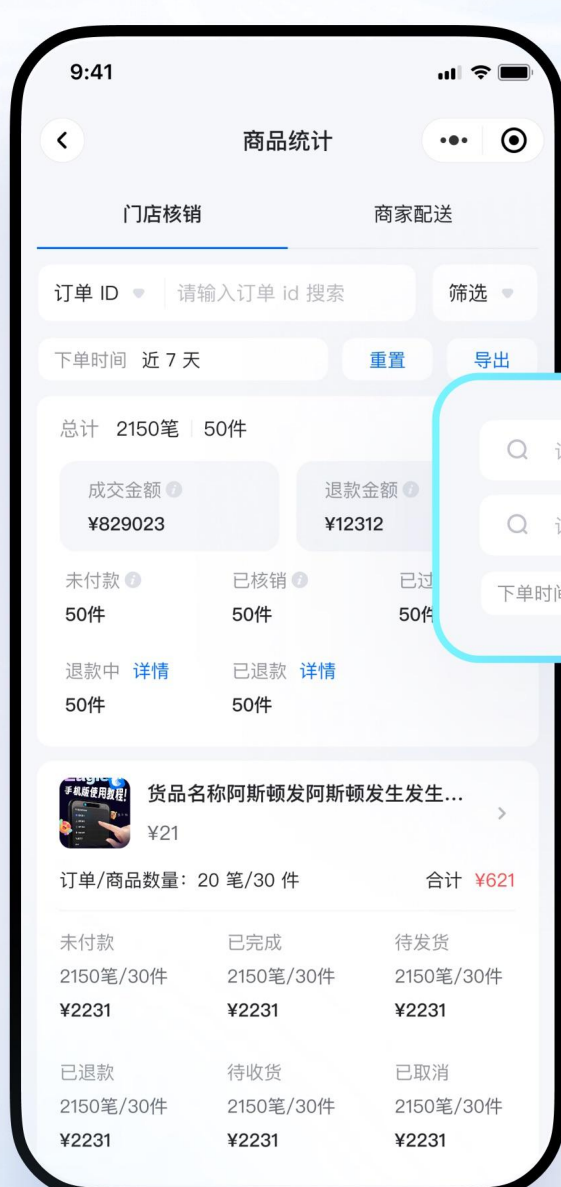 9:41
商品统计
门店核销 商家配送
订单 ID 请输入订单 id 搜索 筛选
下单时间 近 7 天 重置 导出
总计 2150笔 50件
成交金额 退款金额
¥829023 ¥12312
未付款 已核销 已过
50件 50件 50件
下单时间
退款中 详情 已退款 详情
50件 50件
手机版使用教程!
货品名称阿斯顿发阿斯顿发生发生...
¥21
订单/商品数量: 20 笔/30 件 合计 ¥621
未付款 已完成 待发货
2150笔/30件 2150笔/30件 2150笔/30件
¥2231 ¥2231 ¥2231
已退款 待收货 已取消
2150笔/30件 2150笔/30件 2150笔/30件
¥2231 ¥2231 ¥2231